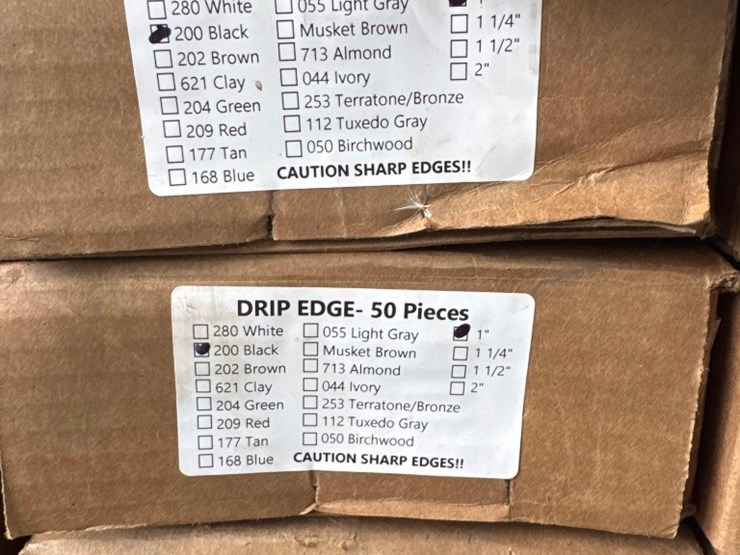 280 White 055 Light Gray
200 Black Musket Brown 1 1/4"
202 Brown 713 Almond 1 1/2"
621 Clay 044 Ivory 2"
204 Green 253 Terratone/Bronze
209 Red 112 Tuxedo Gray
177 Tan 050 Birchwood
168 Blue CAUTION SHARP EDGES!!
DRIP EDGE- 50 Pieces
280 White 055 Light Gray 1"
200 Black Musket Brown 1 1/4"
202 Brown 713 Almond 1 1/2"
621 Clay 044 Ivory 2"
204 Green 253 Terratone/Bronze
209 Red 112 Tuxedo Gray
177 Tan 050 Birchwood
168 Blue CAUTION SHARP EDGES!!